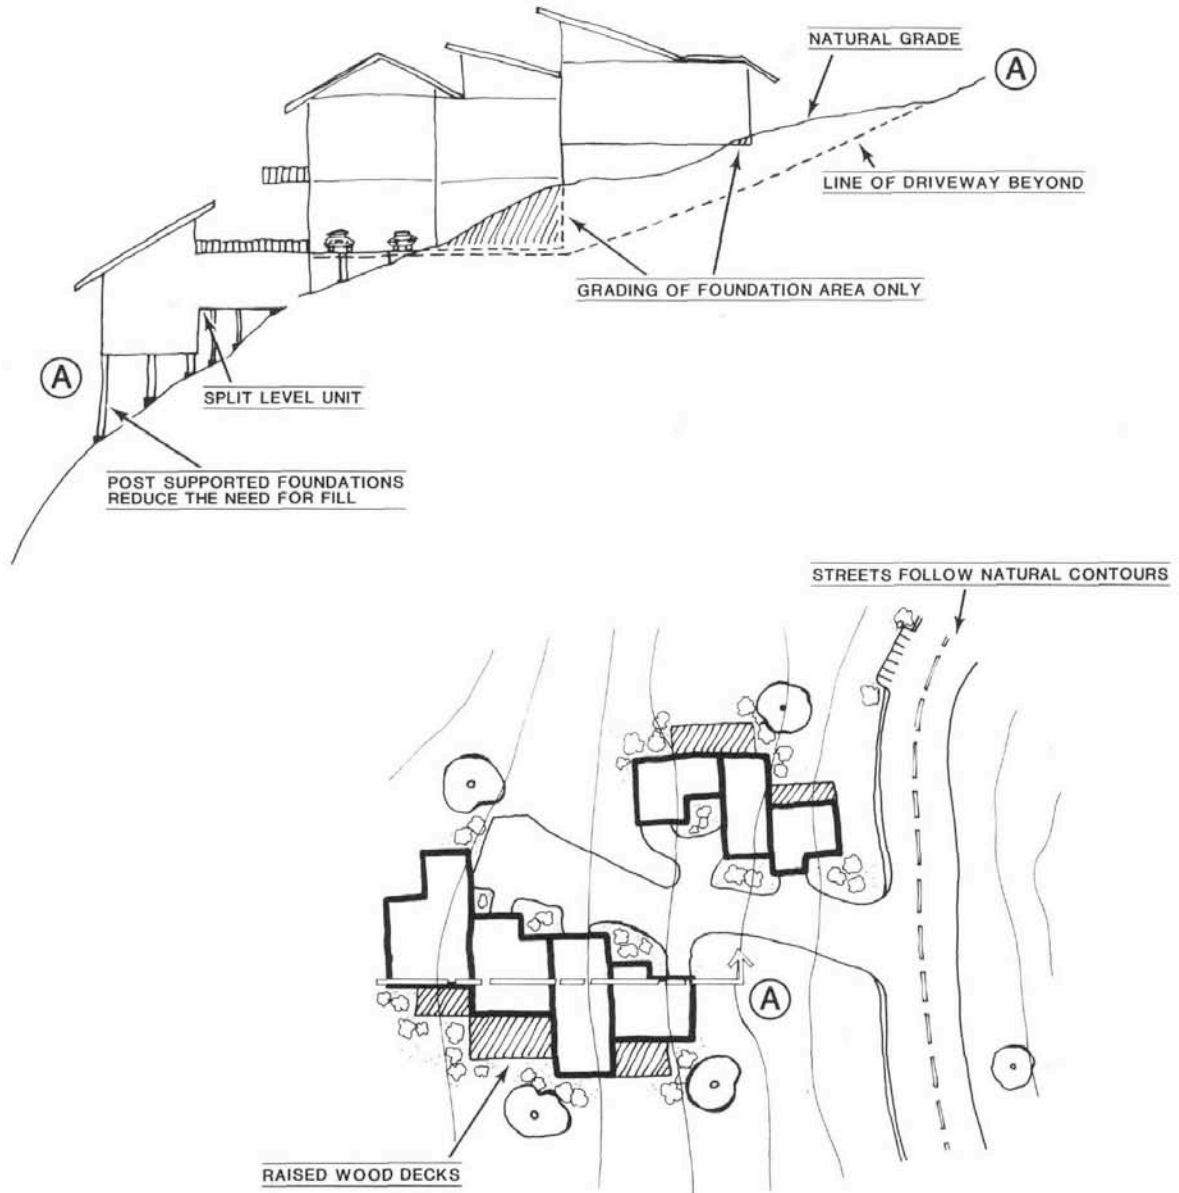 NATURAL GRADE
A
LINE OF DRIVEWAY BEYOND
GRADING OF FOUNDATION AREA ONLY
A
SPLIT LEVEL UNIT
POST SUPPORTED FOUNDATIONS
REDUCE THE NEED FOR FILL
STREETS FOLLOW NATURAL CONTOURS
A
RAISED WOOD DECKS